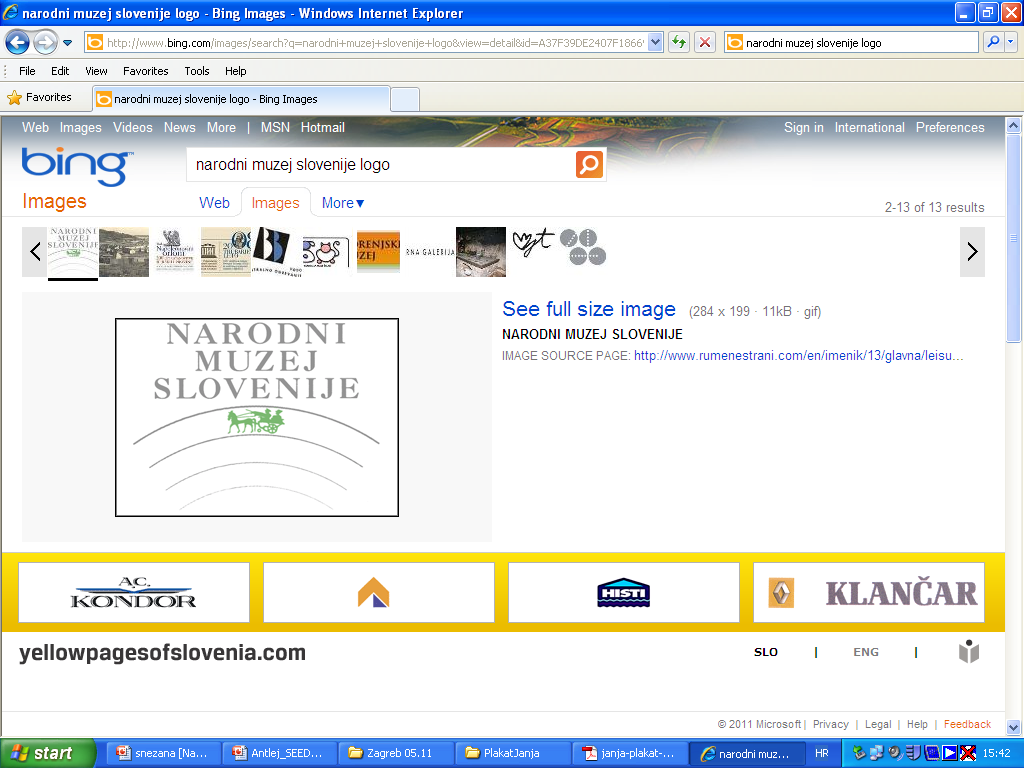 narodni muzej slovenije logo - Bing Images - Windows Internet Explorer
http://www.bing.com/images/search?q=narodni+muzej+slovenije+logo&view=detail&id=A37F39DE2407F1866
narodni muzej slovenije logo
File Edit View Favorites Tools Help
Favorites
narodni muzej slovenije logo - Bing Images
Web Images Videos News More | MSN Hotmail
Sign in International Preferences
bing™
narodni muzej slovenije logo
Images
Web Images More▼
2-13 of 13 results
NARODNI
MUZEJ
SLOVENIJE
RNA GALERIJA
See full size image (284 x 199 · 11kB · gif)
NARODNI MUZEJ SLOVENIJE
IMAGE SOURCE PAGE: http://www.rumenestrani.com/en/imenik/13/glavna/leisu...
NARODNI
MUZEJ
SLOVENIJE
A.C.
KONDOR
HISTI
KLANČAR
yellowpagesofslovenia.com
SLO | ENG |
© 2011 Microsoft | Privacy | Legal | Help | Feedback
start
snezana [Na...
Antlej_SEED...
Zagreb 05.11
PlakatJanja
janja-plakat-...
narodni muz...
HR
15:42